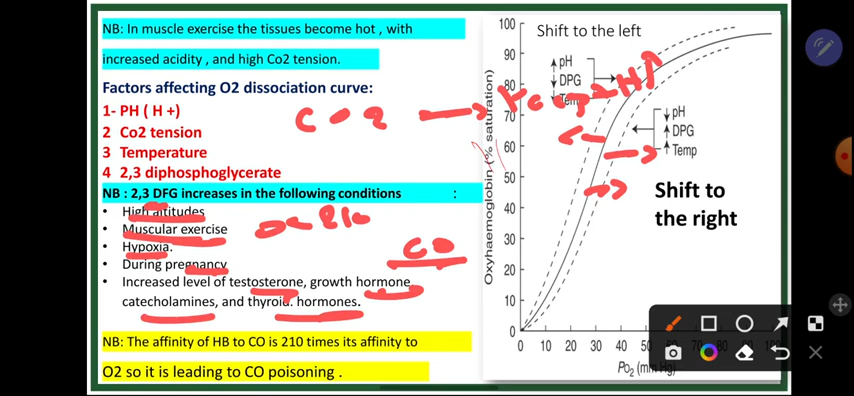 NB: In muscle exercise the tissues become hot , with
increased acidity , and high Co2 tension.
Factors affecting O2 dissociation curve:
1- PH ( H +)
2 Co2 tension
3 Temperature
4 2,3 diphosphoglycerate
NB : 2,3 DFG increases in the following conditions :
• High altitudes
• Muscular exercise
• Hypoxia.
• During pregnancy
• Increased level of testosterone, growth hormone
catecholamines, and thyroid hormones.
NB: The affinity of HB to CO is 210 times its affinity to
O2 so it is leading to CO poisoning .
CO2
CO
Shift to the left
pH
DPG
Temp
pH
DPG
Temp
Shift to
the right
Oxyhaemoglobin (% saturation)
100
90
80
70
60
50
40
30
20
10
0
0 10 20 30 40 50
Po2 (mm Hg)